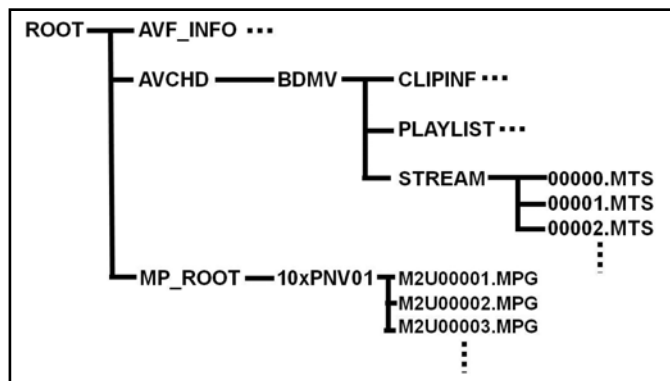 ROOT AVF_INFO ...
AVCHD BDMV CLIPINF ...
PLAYLIST ...
STREAM 00000.MTS
00001.MTS
00002.MTS
MP_ROOT 10xPNV01 M2U00001.MPG
M2U00002.MPG
M2U00003.MPG